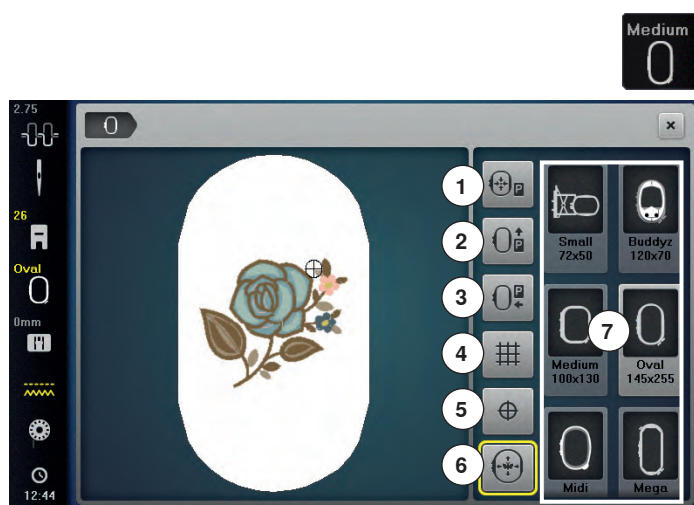 Medium
2.75
26
Oval
0mm
12:44
1
P
2
P
3
P
4
5
6
7
Small
72x50
Buddyz
120x70
Medium
100x130
Oval
145x255
Midi
Mega